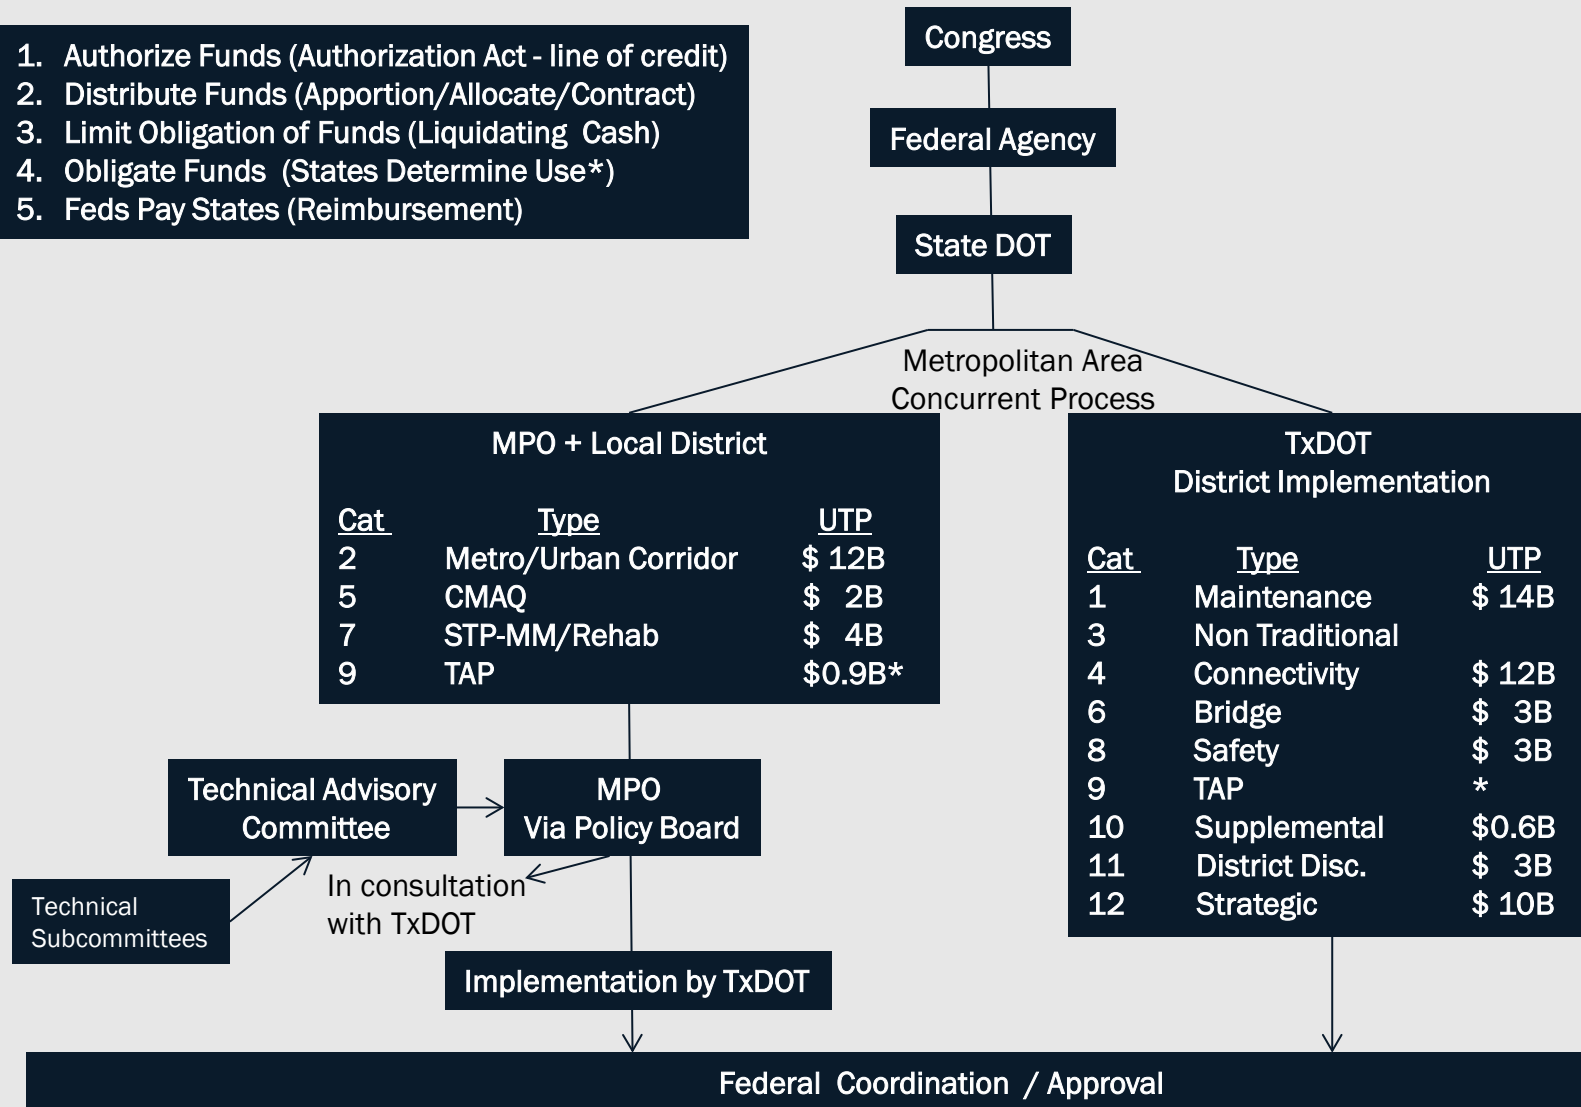 1. Authorize Funds (Authorization Act - line of credit)
2. Distribute Funds (Apportion/Allocate/Contract)
3. Limit Obligation of Funds (Liquidating Cash)
4. Obligate Funds (States Determine Use*)
5. Feds Pay States (Reimbursement)
Congress
Federal Agency
State DOT
Metropolitan Area
Concurrent Process
MPO + Local District
Cat Type UTP
2 Metro/Urban Corridor $ 12B
5 CMAQ $ 2B
7 STP-MM/Rehab $ 4B
9 TAP $0.9B*
TxDOT
District Implementation
Cat Type UTP
1 Maintenance $ 14B
3 Non Traditional
4 Connectivity $ 12B
6 Bridge $ 3B
8 Safety $ 3B
9 TAP *
10 Supplemental $0.6B
11 District Disc. $ 3B
12 Strategic $ 10B
Technical Advisory
Committee
MPO
Via Policy Board
Technical
Subcommittees
In consultation
with TxDOT
Implementation by TxDOT
Federal Coordination / Approval